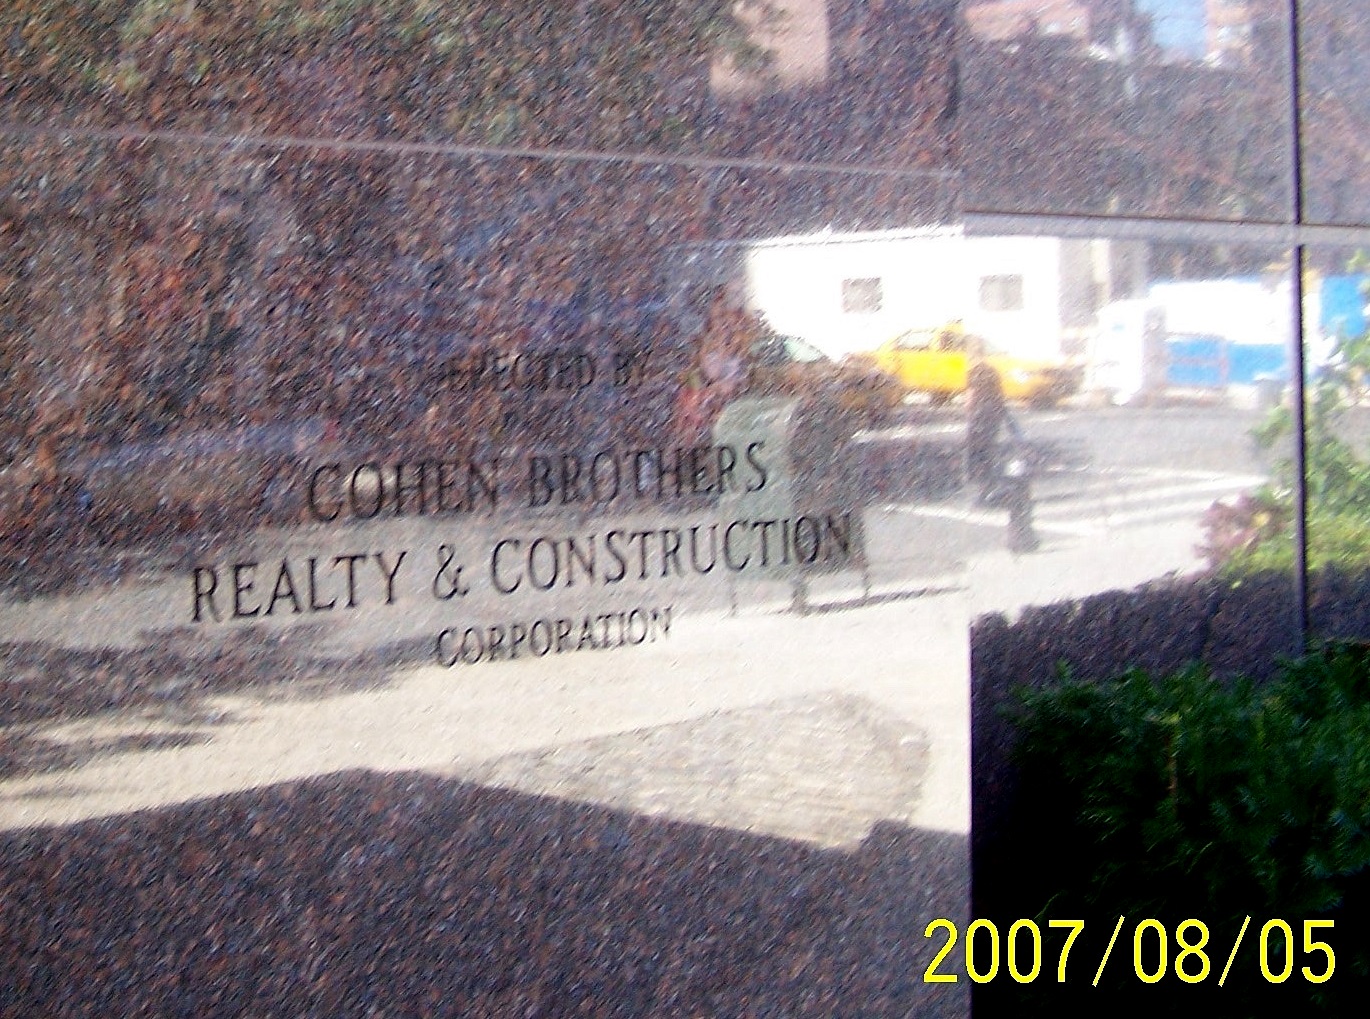 ERECTED BY
COHEN BROTHERS
REALTY & CONSTRUCTION
CORPORATION
2007/08/05